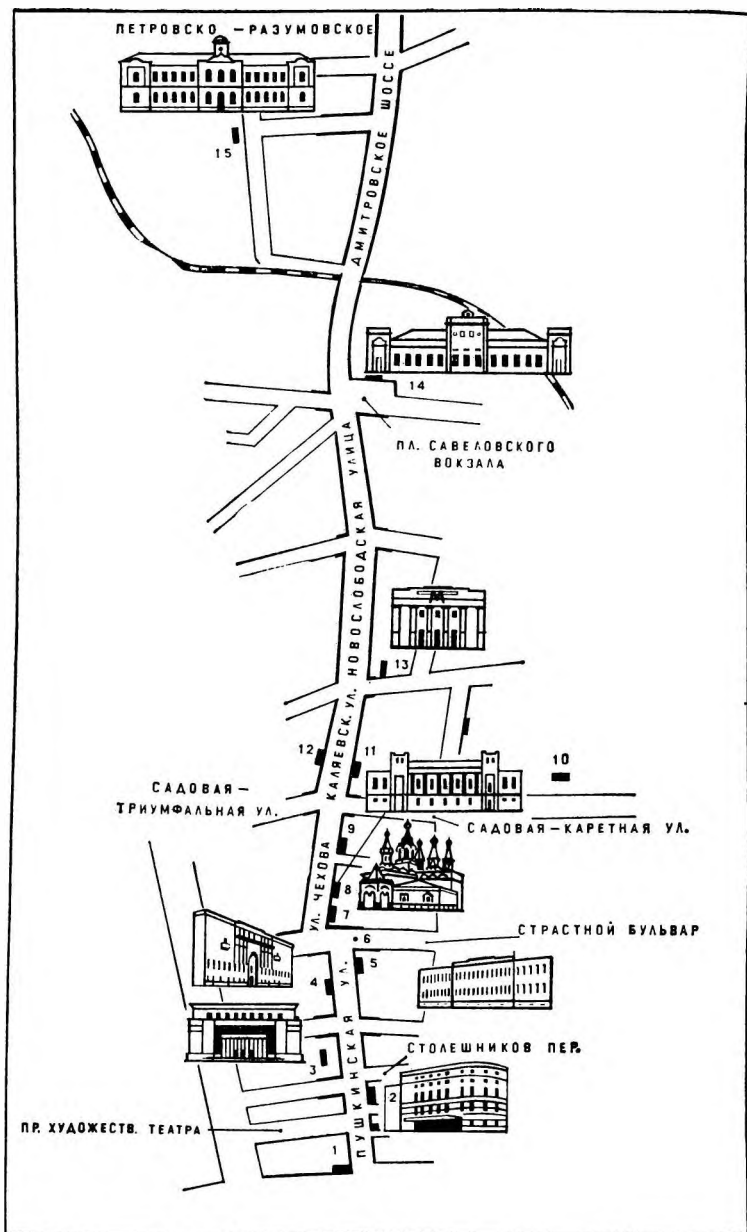 ПЕТРОВСКО — РАЗУМОВСКОЕ
ДМИТРОВСКОЕ ШОССЕ
15
14
ПЛ. САВЕЛОВСКОГО
ВОКЗАЛА
НОВОСЛОБОДСКАЯ УЛИЦА
М
13
КАЛЯЕВСК. УЛ.
12
11
10
САДОВАЯ—
ТРИУМФАЛЬНАЯ УЛ.
САДОВАЯ—КАРЕТНАЯ УЛ.
9
УЛ. ЧЕХОВА
8
7
6
СТРАСТНОЙ БУЛЬВАР
5
4
ПУШКИНСКАЯ УЛ.
СТОЛЕШНИКОВ ПЕР.
3
2
ПР. ХУДОЖЕСТВ. ТЕАТРА
1